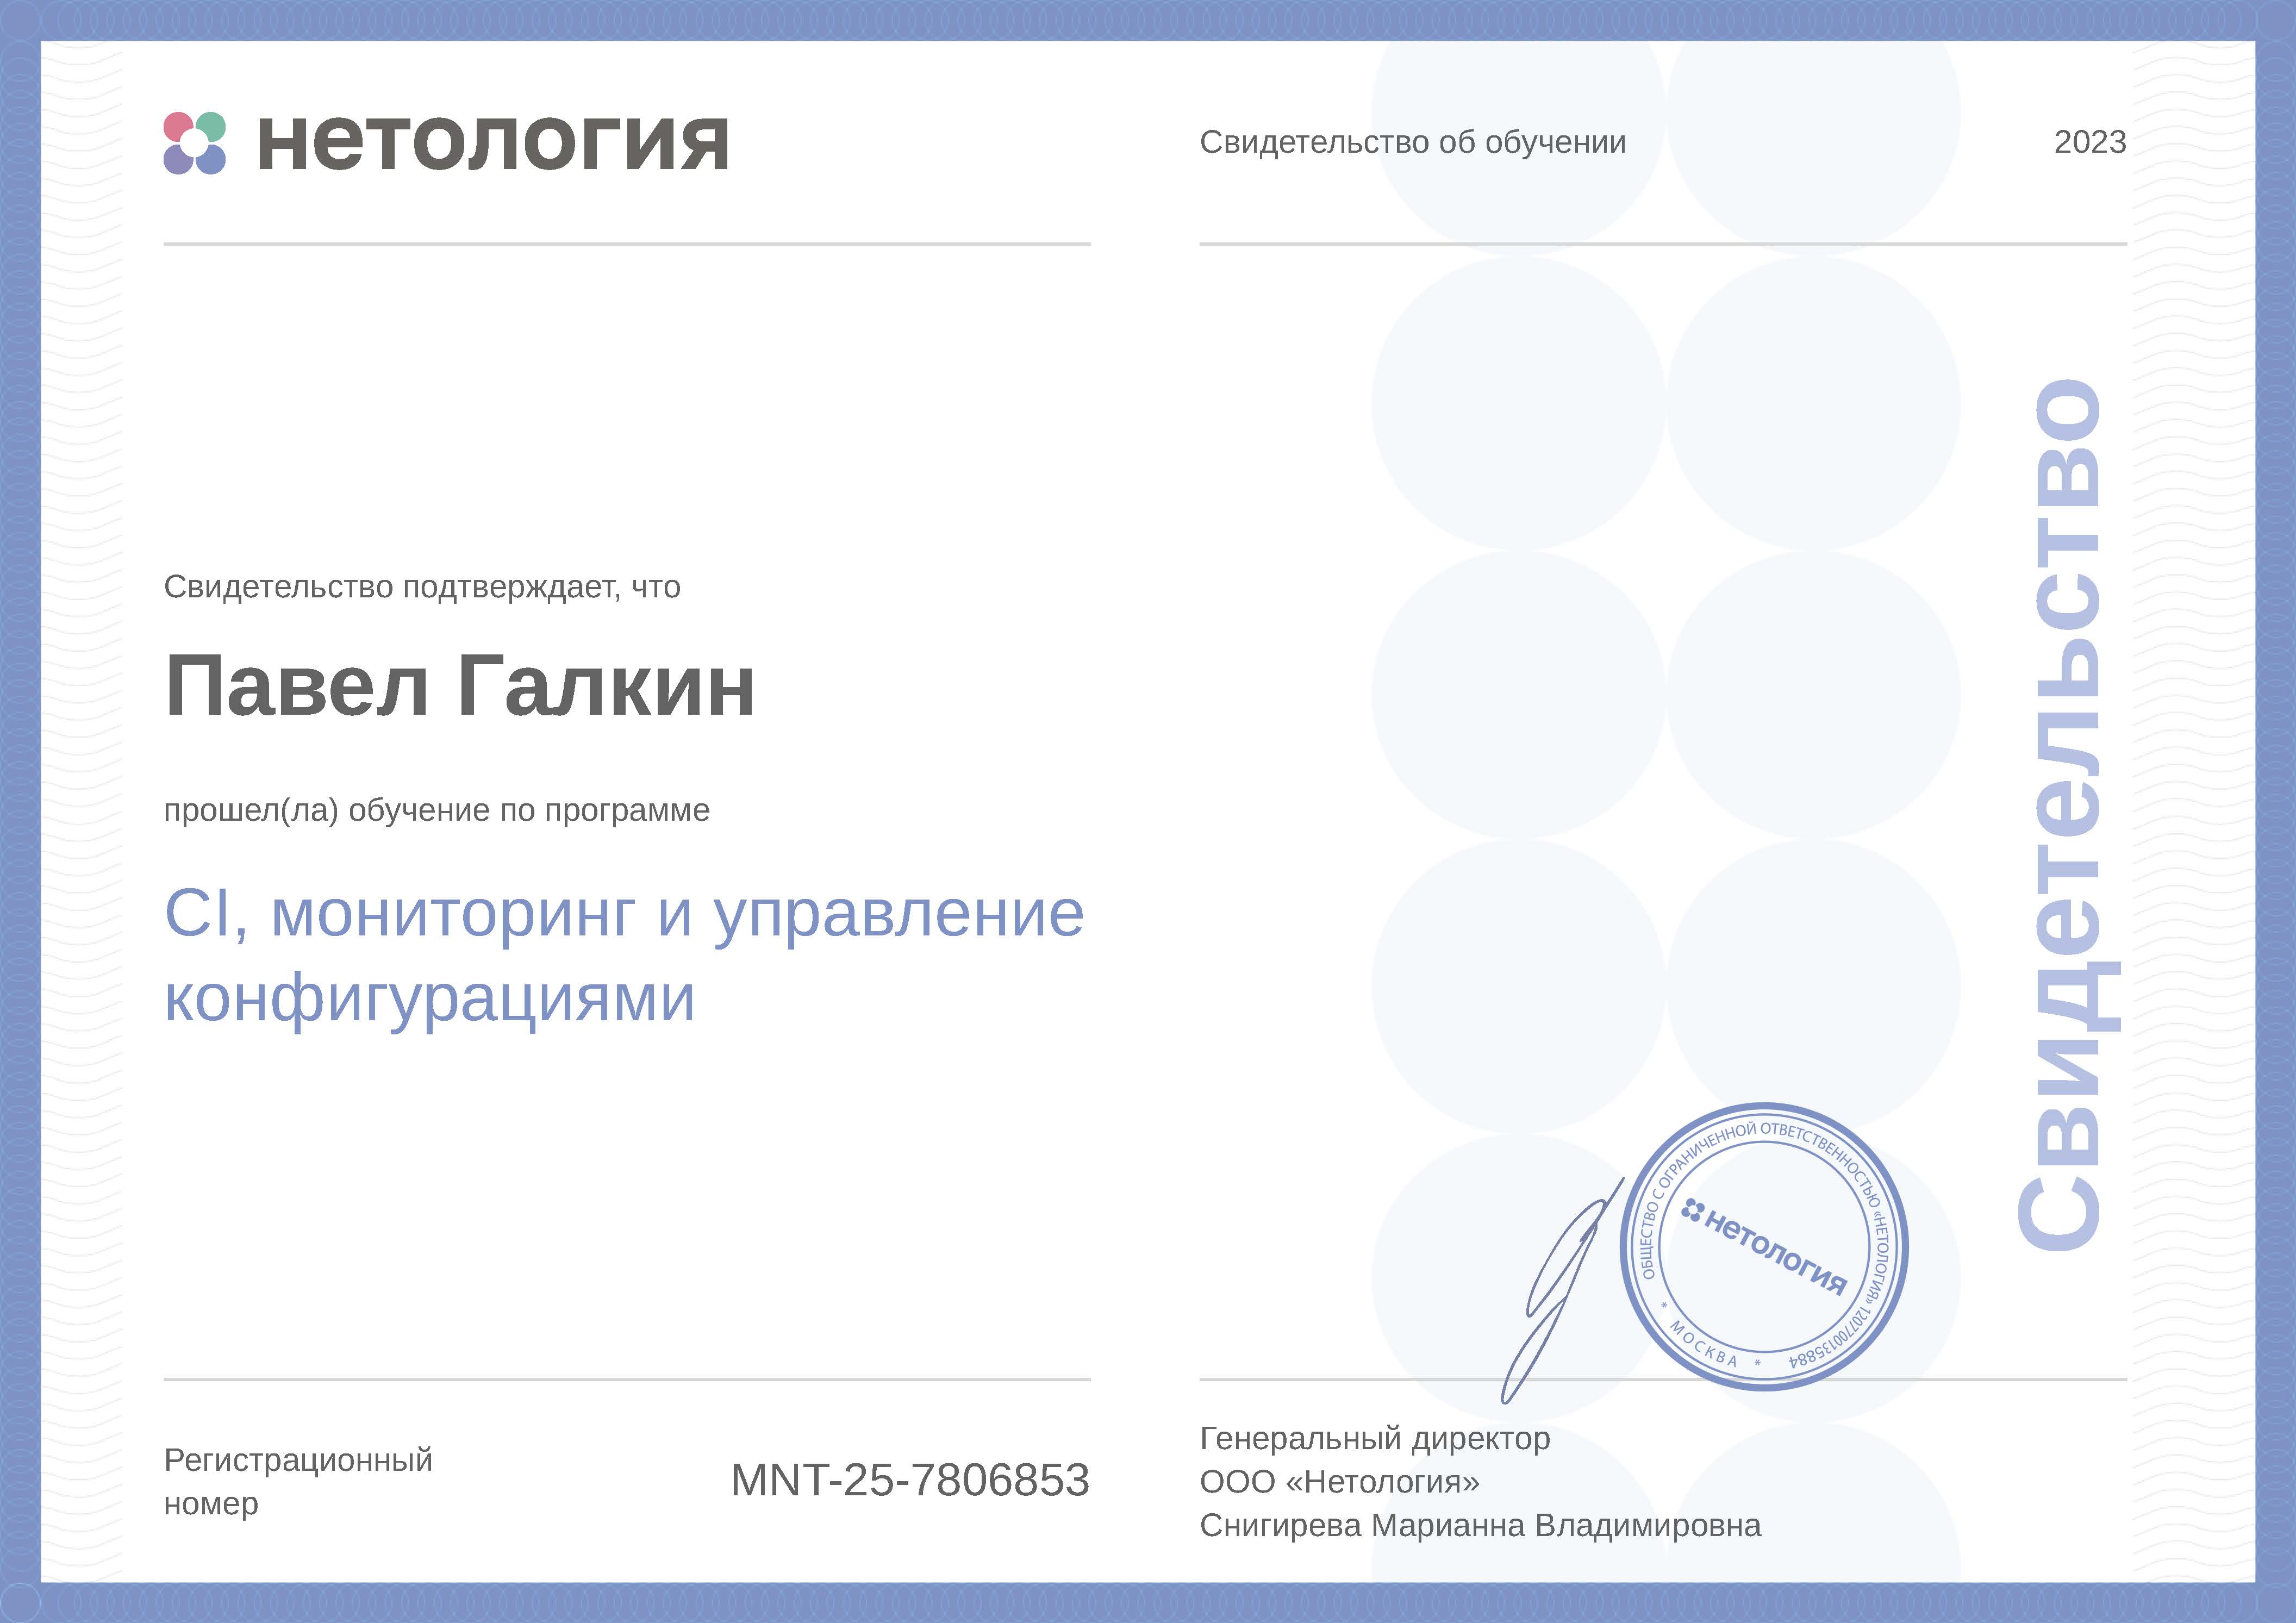 нетология
Свидетельство об обучении
2023
Свидетельство подтверждает, что
Павел Галкин
прошел(ла) обучение по программе
CI, мониторинг и управление
конфигурациями
Свидетельство
ОБЩЕСТВО С ОГРАНИЧЕННОЙ ОТВЕТСТВЕННОСТЬЮ «НЕТОЛОГИЯ» 1207700135884
* МОСКВА *
нетология
Регистрационный
номер
MNT-25-7806853
Генеральный директор
ООО «Нетология»
Снигирева Марианна Владимировна